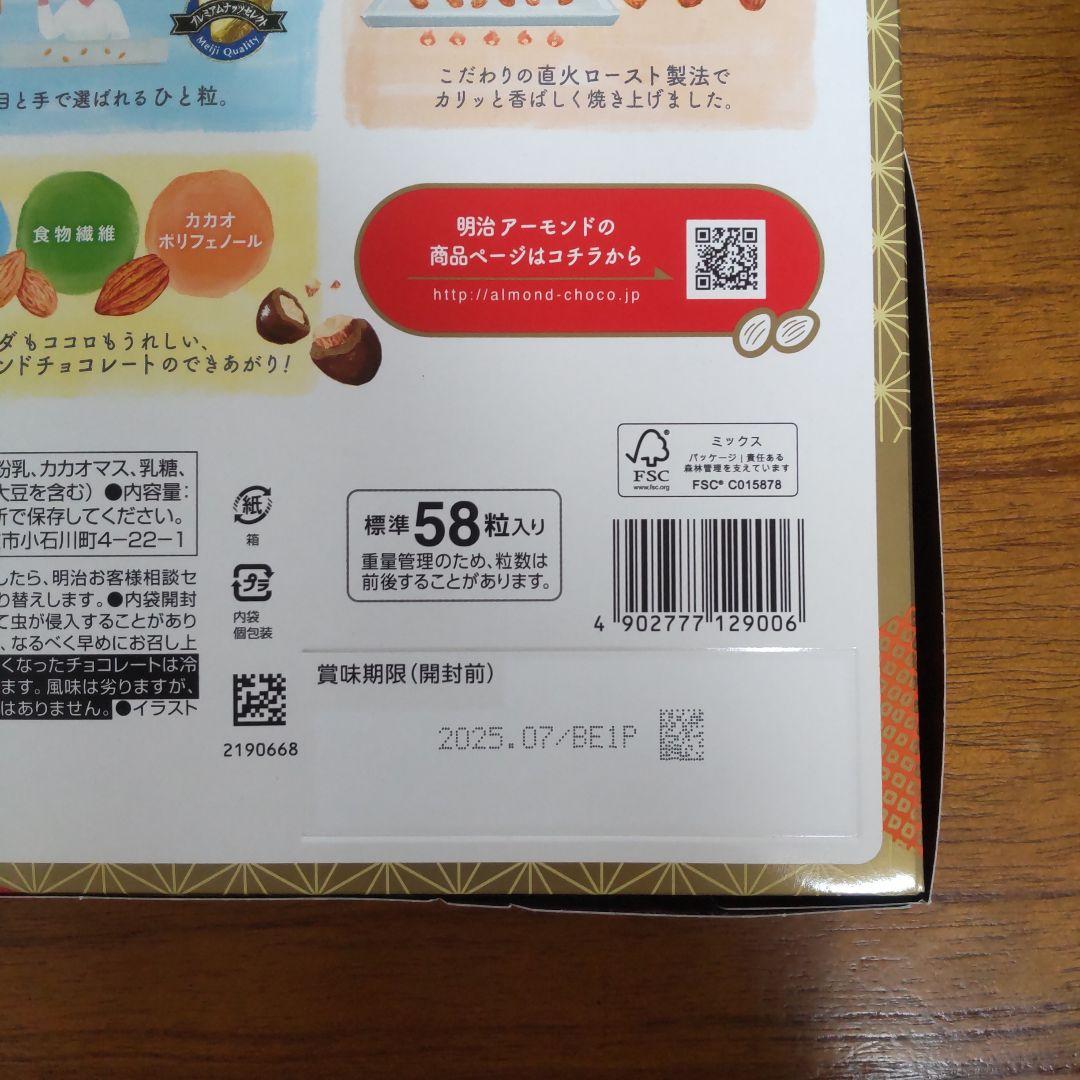 プレミアムナッツセレクト
Meiji Quality
目と手で選ばれるひと粒。
こだわりの直火ロースト製法で
カリッと香ばしく焼き上げました。
食物繊維
カカオ
ポリフェノール
ダもココロもうれしい、
ンドチョコレートのできあがり!
明治アーモンドの
商品ページはコチラから
http://almond-choco.jp
粉乳、カカオマス、乳糖、
大豆を含む) ●内容量:
所で保存してください。
市小石川町4-22-1
したら、明治お客様相談セ
り替えします。●内袋開封
て虫が侵入することがあり
、なるべく早めにお召し上
くなったチョコレートは冷
ます。風味は劣りますが、
はありません。●イラスト
紙
箱
プラ
内袋
個包装
2190668
標準58粒入り
重量管理のため、粒数は
前後することがあります。
FSC
www.fsc.org
ミックス
パッケージ|責任ある
森林管理を支えています
FSC® C015878
4 902777 129006
賞味期限(開封前)
2025.07/BE1P